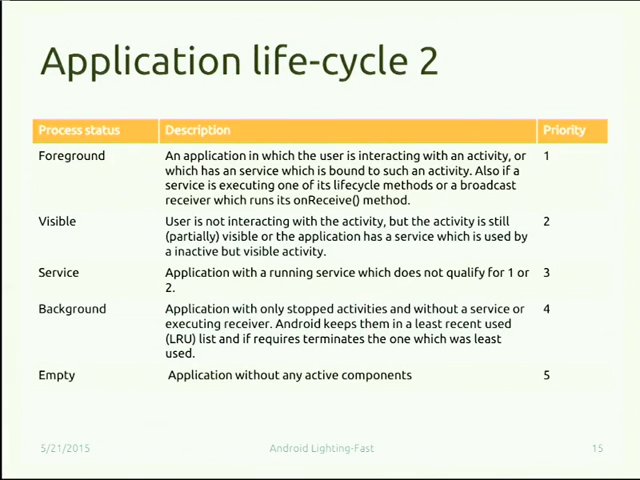 Application life-cycle 2
Process status Description Priority
Foreground An application in which the user is interacting with an activity, or 1
which has an service which is bound to such an activity. Also if a
service is executing one of its lifecycle methods or a broadcast
receiver which runs its onReceive() method.
Visible User is not interacting with the activity, but the activity is still 2
(partially) visible or the application has a service which is used by
a inactive but visible activity.
Service Application with a running service which does not qualify for 1 or 3
2.
Background Application with only stopped activities and without a service or 4
executing receiver. Android keeps them in a least recent used
(LRU) list and if requires terminates the one which was least
used.
Empty Application without any active components 5
5/21/2015 Android Lighting-Fast 15